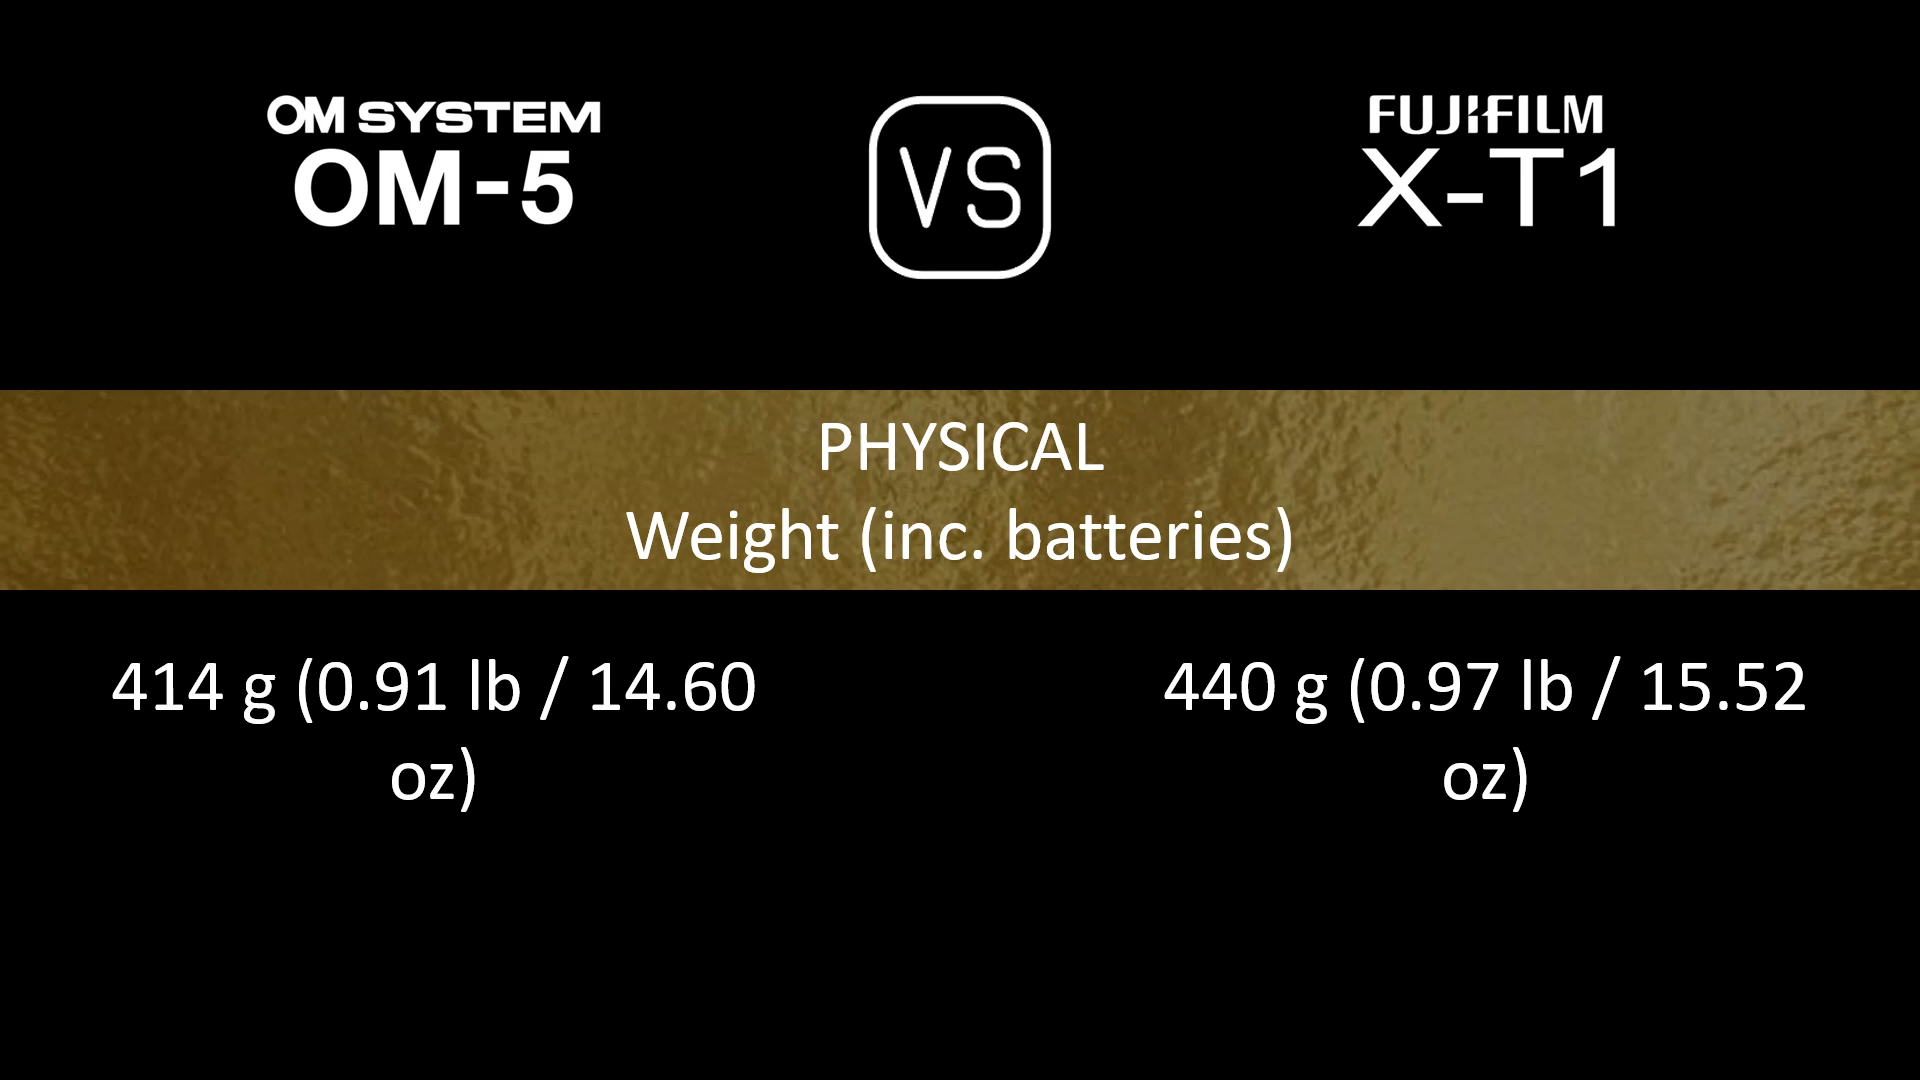 OM SYSTEM
OM-5
VS
FUJIFILM
X-T1
PHYSICAL
Weight (inc. batteries)
414 g (0.91 lb / 14.60
oz)
440 g (0.97 lb / 15.52
oz)